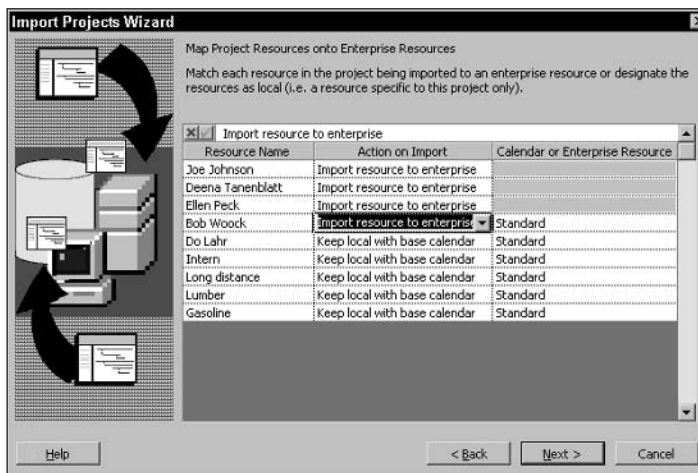 Import Projects Wizard
Map Project Resources onto Enterprise Resources
Match each resource in the project being imported to an enterprise resource or designate the
resources as local (i.e. a resource specific to this project only).
Import resource to enterprise
Resource Name Action on Import Calendar or Enterprise Resource
Joe Johnson Import resource to enterprise
Deena Tanenblatt Import resource to enterprise
Ellen Peck Import resource to enterprise
Bob Woock Import resource to enterprise Standard
Do Lahr Keep local with base calendar Standard
Intern Keep local with base calendar Standard
Long distance Keep local with base calendar Standard
Lumber Keep local with base calendar Standard
Gasoline Keep local with base calendar Standard
Help < Back Next > Cancel